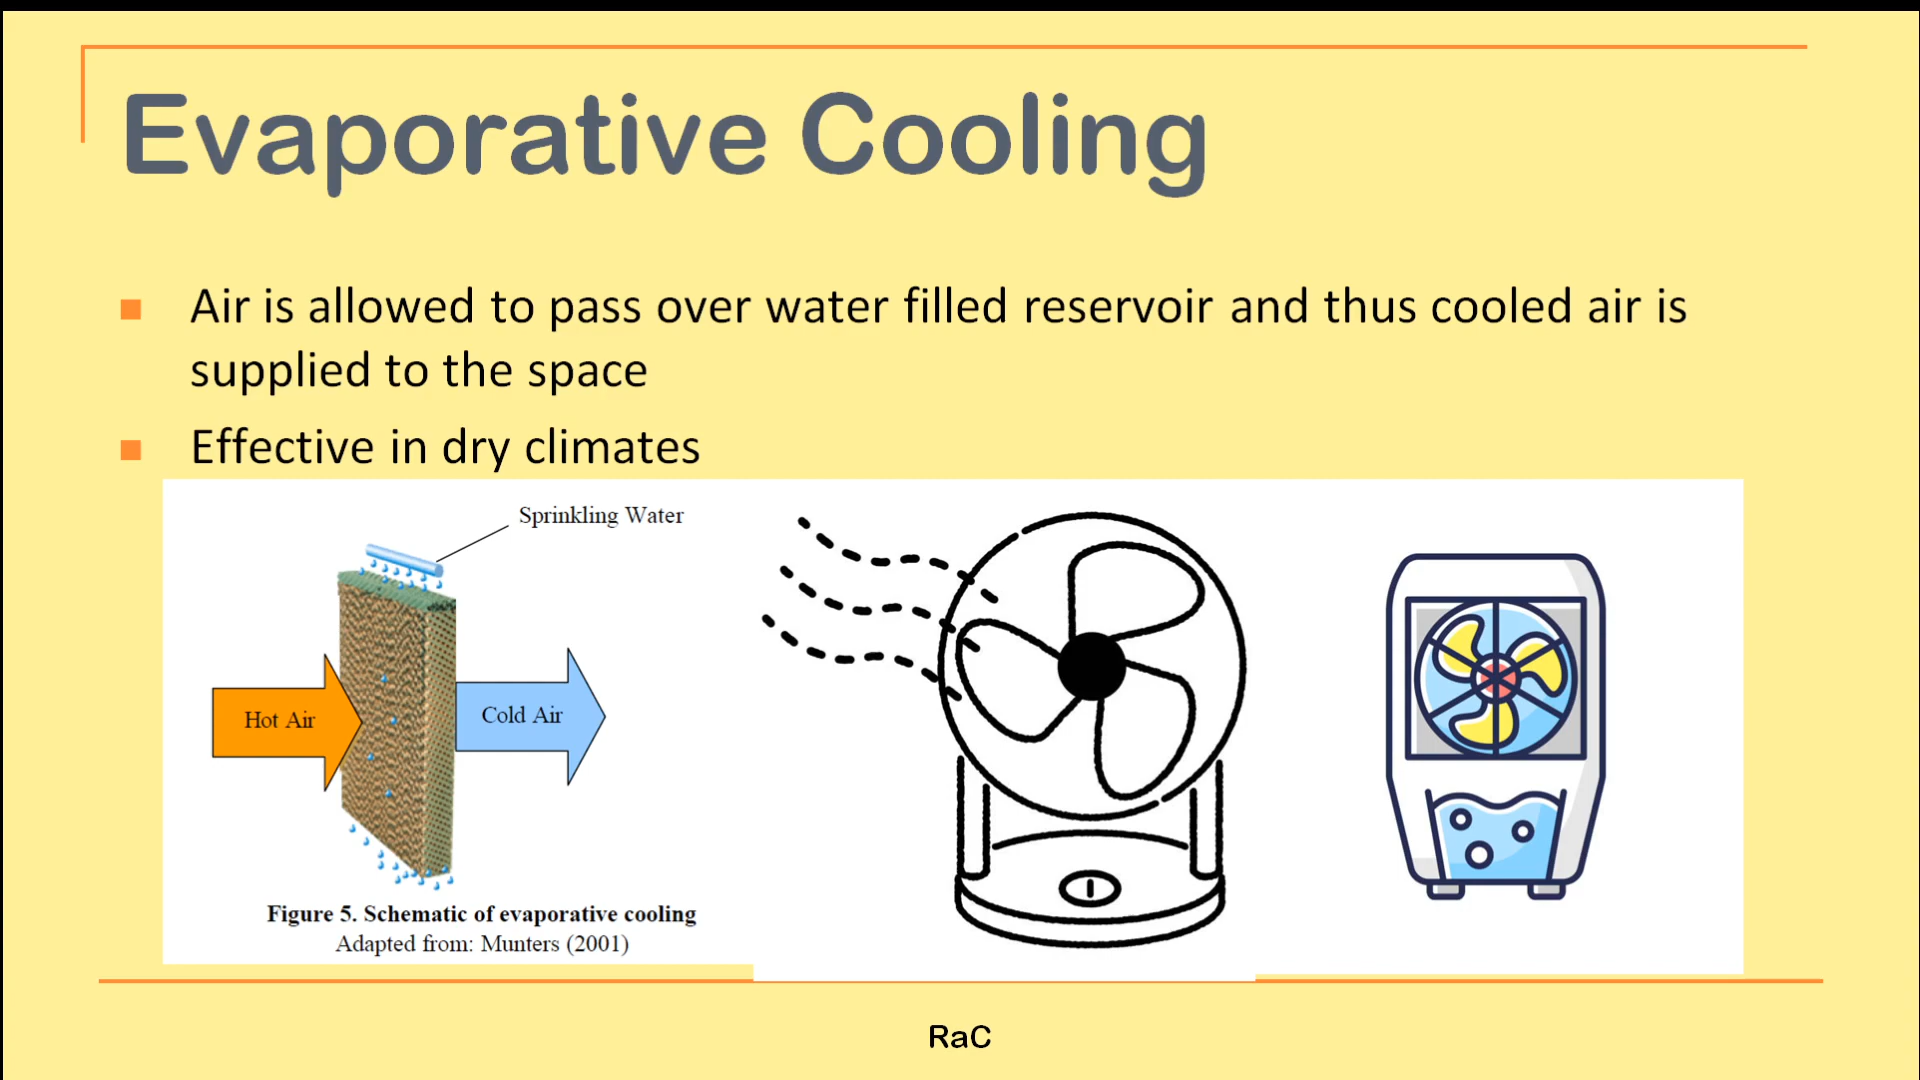 Evaporative Cooling
Air is allowed to pass over water filled reservoir and thus cooled air is
supplied to the space
Effective in dry climates
Sprinkling Water
Hot Air
Cold Air
Figure 5. Schematic of evaporative cooling
Adapted from: Munters (2001)
RaC